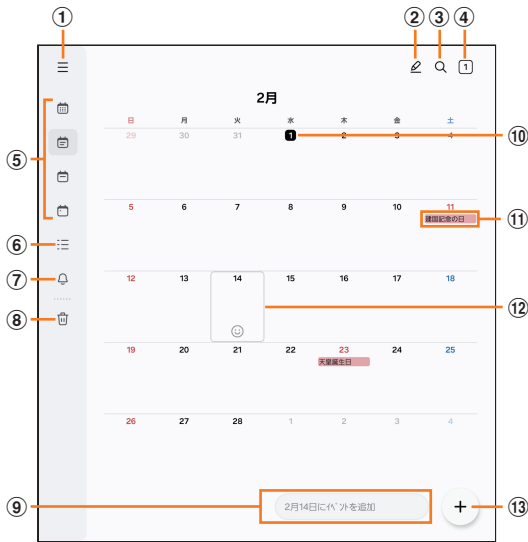 ① ② ③ ④
1
2月
日 月 火 水 木 金 土
29 30 31 1 2 3 4
⑩
⑤
5 6 7 8 9 10 11
建国記念の日
⑪
⑥
⑦
12 13 14 15 16 17 18
⑫
⑧
19 20 21 22 23 24 25
天皇誕生日
26 27 28 1 2 3 4
⑨
2月14日にイベントを追加
+
⑬